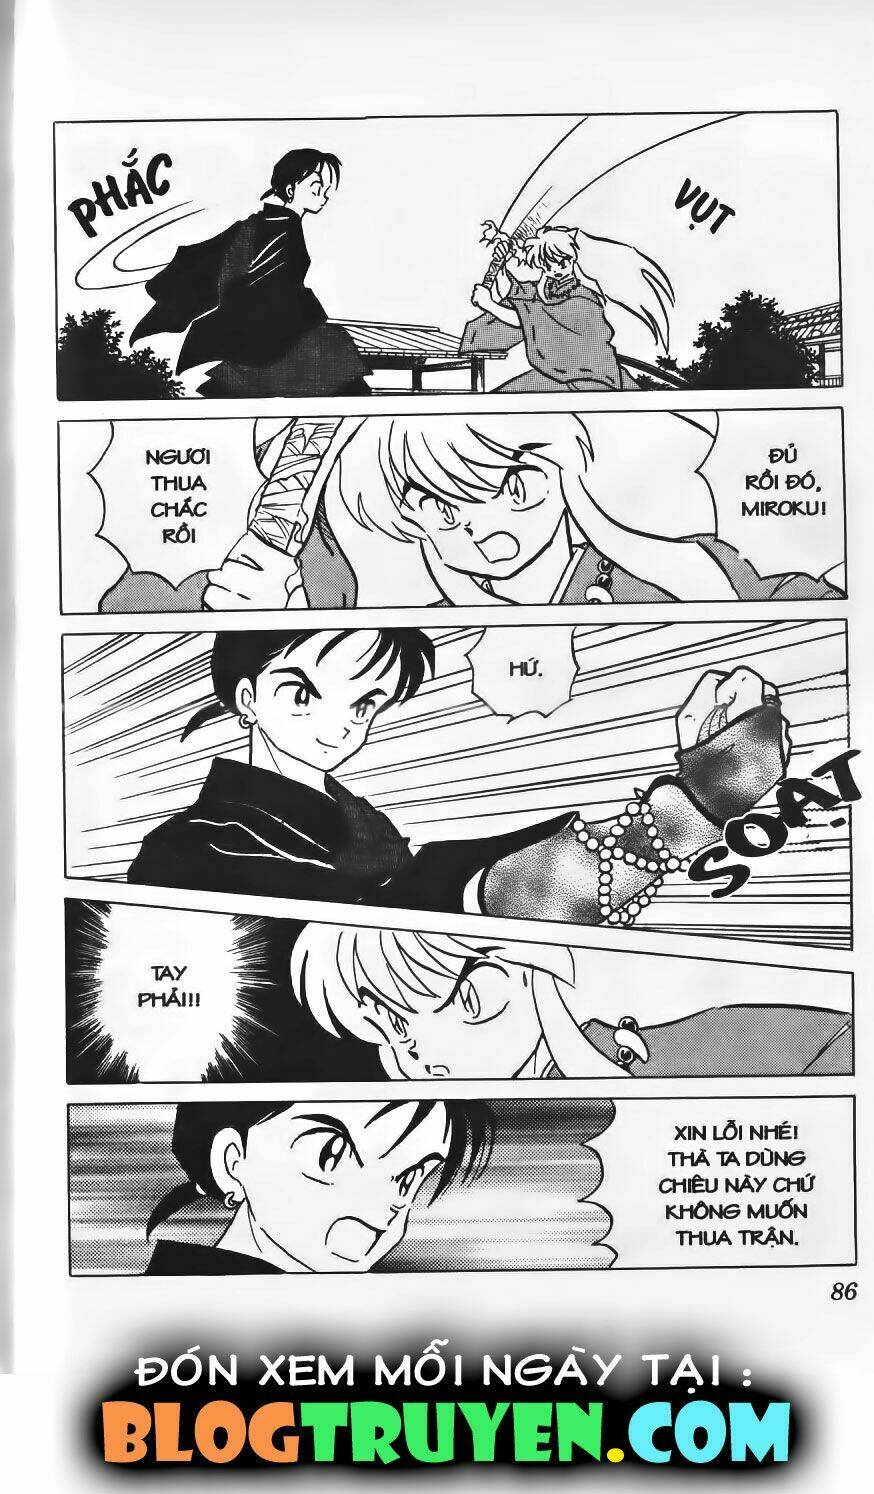 PHẮC
VỤT
ĐỦ
RỒI ĐÓ,
MIROKU!
NGƯƠI
THUA
CHẮC
RỒI
HỨ.
SOẠT
TAY
PHẢI!!!
XIN LỖI NHÉ!
THÀ TA DÙNG
CHIÊU NÀY CHỨ
KHÔNG MUỐN
THUA TRẬN.
86
ĐÓN XEM MỖI NGÀY TẠI :
BLOGTRUYEN.COM